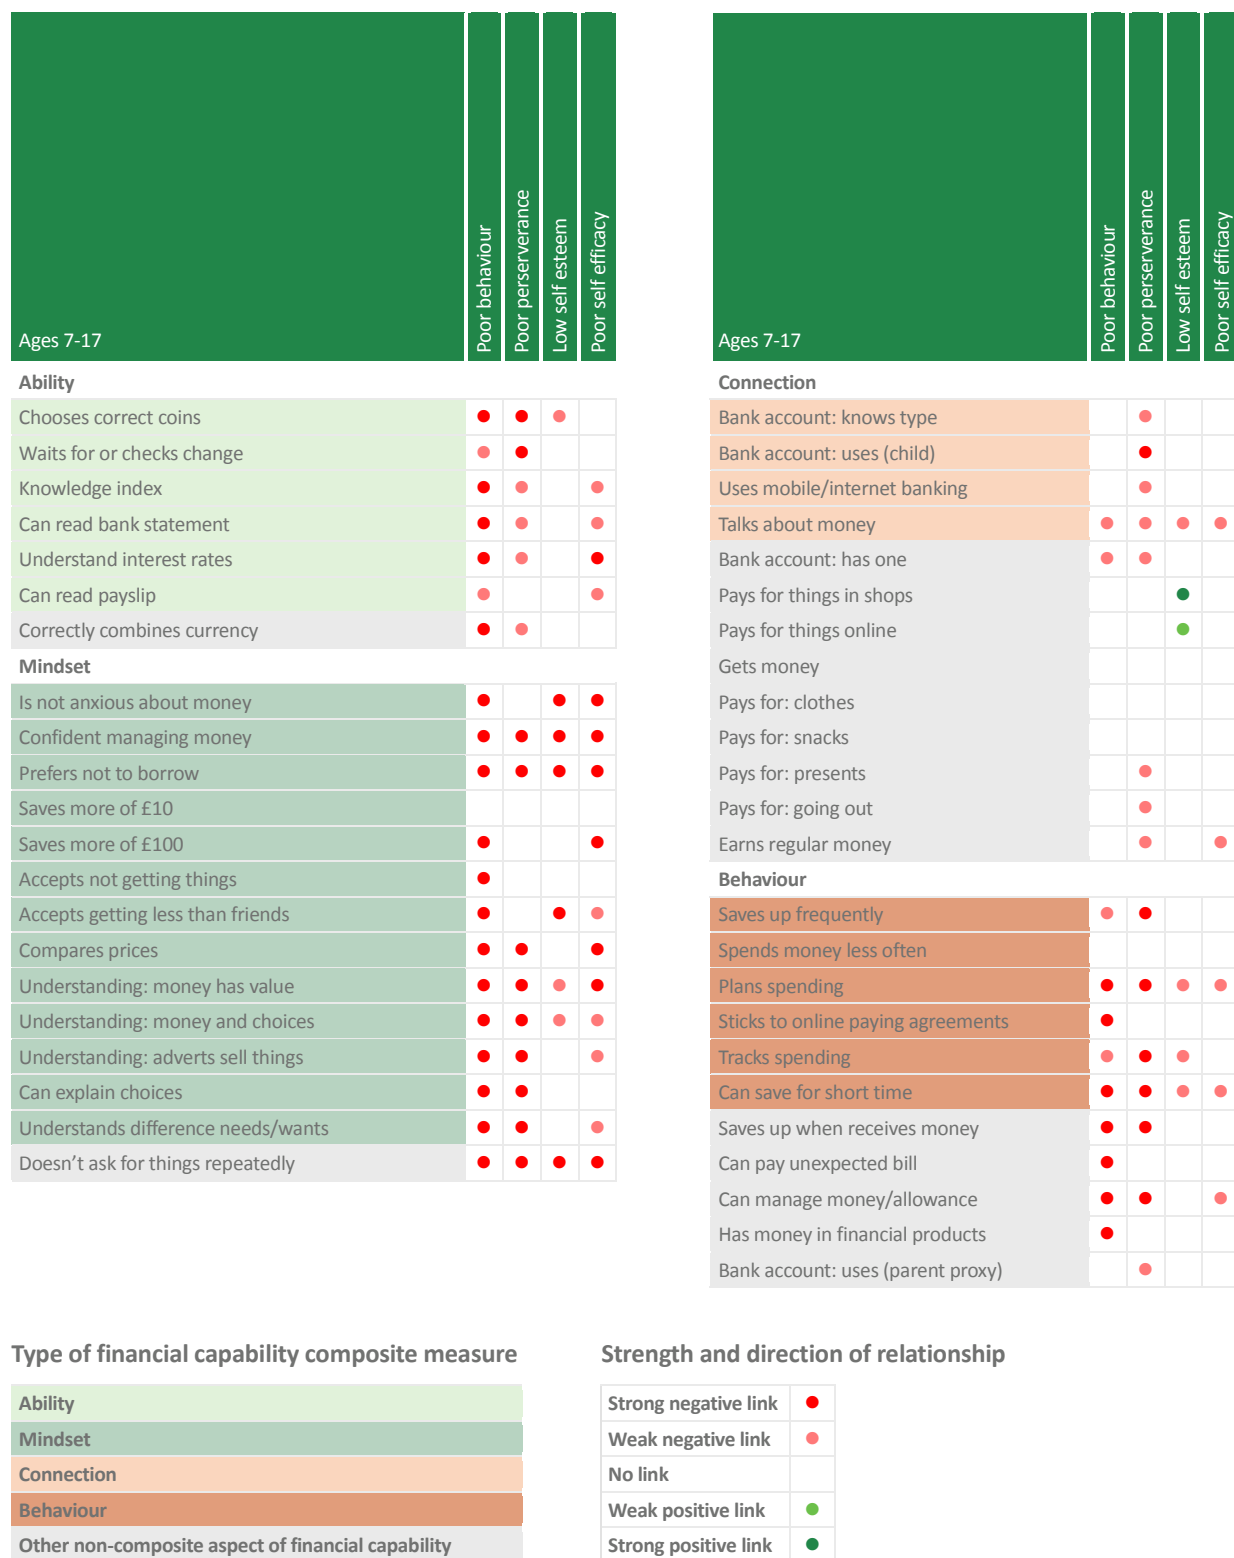 Ages 7-17
Poor behaviour
Poor perserverance
Low self esteem
Poor self efficacy
Ability
Chooses correct coins
Waits for or checks change
Knowledge index
Can read bank statement
Understand interest rates
Can read payslip
Correctly combines currency
Mindset
Is not anxious about money
Confident managing money
Prefers not to borrow
Saves more of £10
Saves more of £100
Accepts not getting things
Accepts getting less than friends
Compares prices
Understanding: money has value
Understanding: money and choices
Understanding: adverts sell things
Can explain choices
Understands difference needs/wants
Doesn’t ask for things repeatedly
Ages 7-17
Poor behaviour
Poor perserverance
Low self esteem
Poor self efficacy
Connection
Bank account: knows type
Bank account: uses (child)
Uses mobile/internet banking
Talks about money
Bank account: has one
Pays for things in shops
Pays for things online
Gets money
Pays for: clothes
Pays for: snacks
Pays for: presents
Pays for: going out
Earns regular money
Behaviour
Saves up frequently
Spends money less often
Plans spending
Sticks to online paying agreements
Tracks spending
Can save for short time
Saves up when receives money
Can pay unexpected bill
Can manage money/allowance
Has money in financial products
Bank account: uses (parent proxy)
Type of financial capability composite measure
Ability
Mindset
Connection
Behaviour
Other non-composite aspect of financial capability
Strength and direction of relationship
Strong negative link
Weak negative link
No link
Weak positive link
Strong positive link